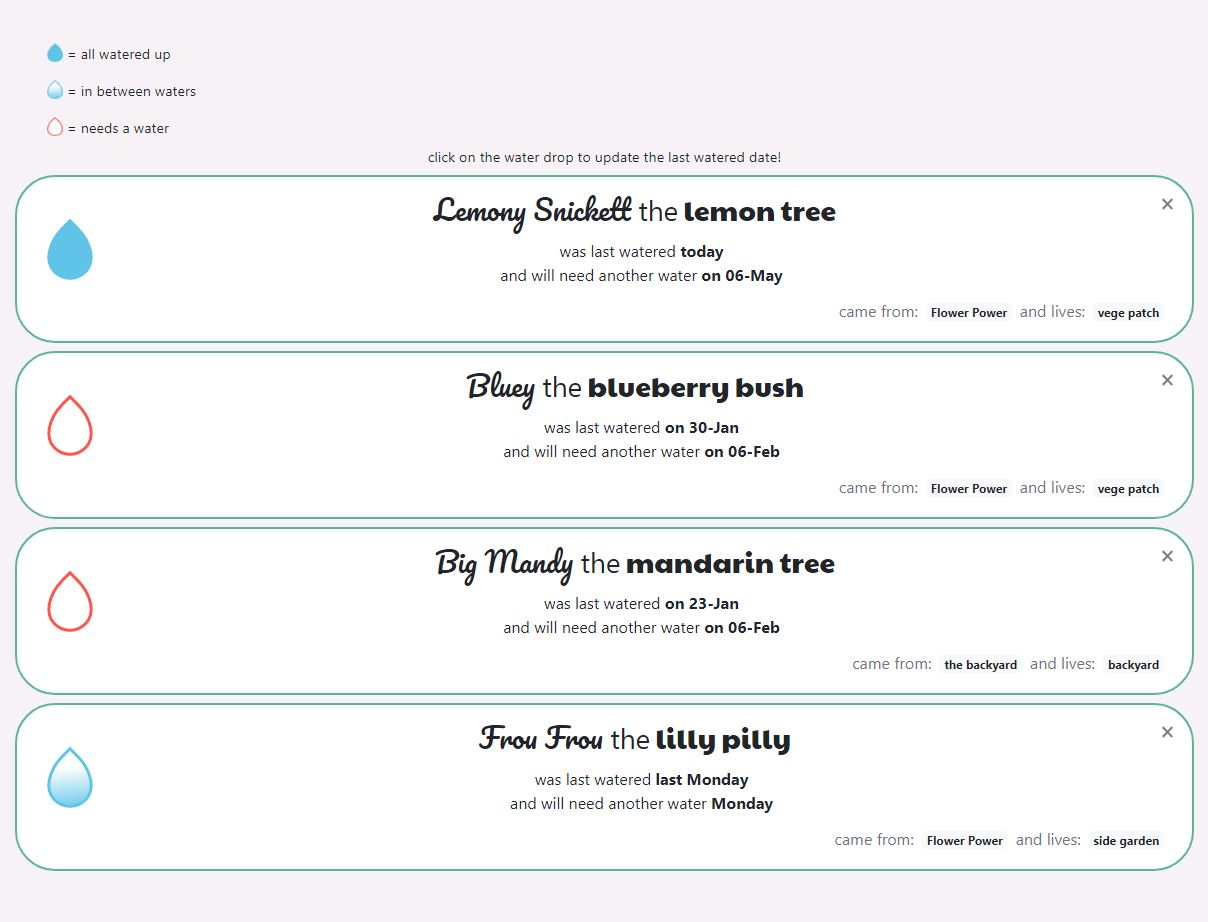 = all watered up
= in between waters
= needs a water
click on the water drop to update the last watered date!
Lemony Snickett the lemon tree
was last watered today
and will need another water on 06-May
came from: Flower Power and lives: vege patch
Bluey the blueberry bush
was last watered on 30-Jan
and will need another water on 06-Feb
came from: Flower Power and lives: vege patch
Big Mandy the mandarin tree
was last watered on 23-Jan
and will need another water on 06-Feb
came from: the backyard and lives: backyard
Frou Frou the lilly pilly
was last watered last Monday
and will need another water Monday
came from: Flower Power and lives: side garden